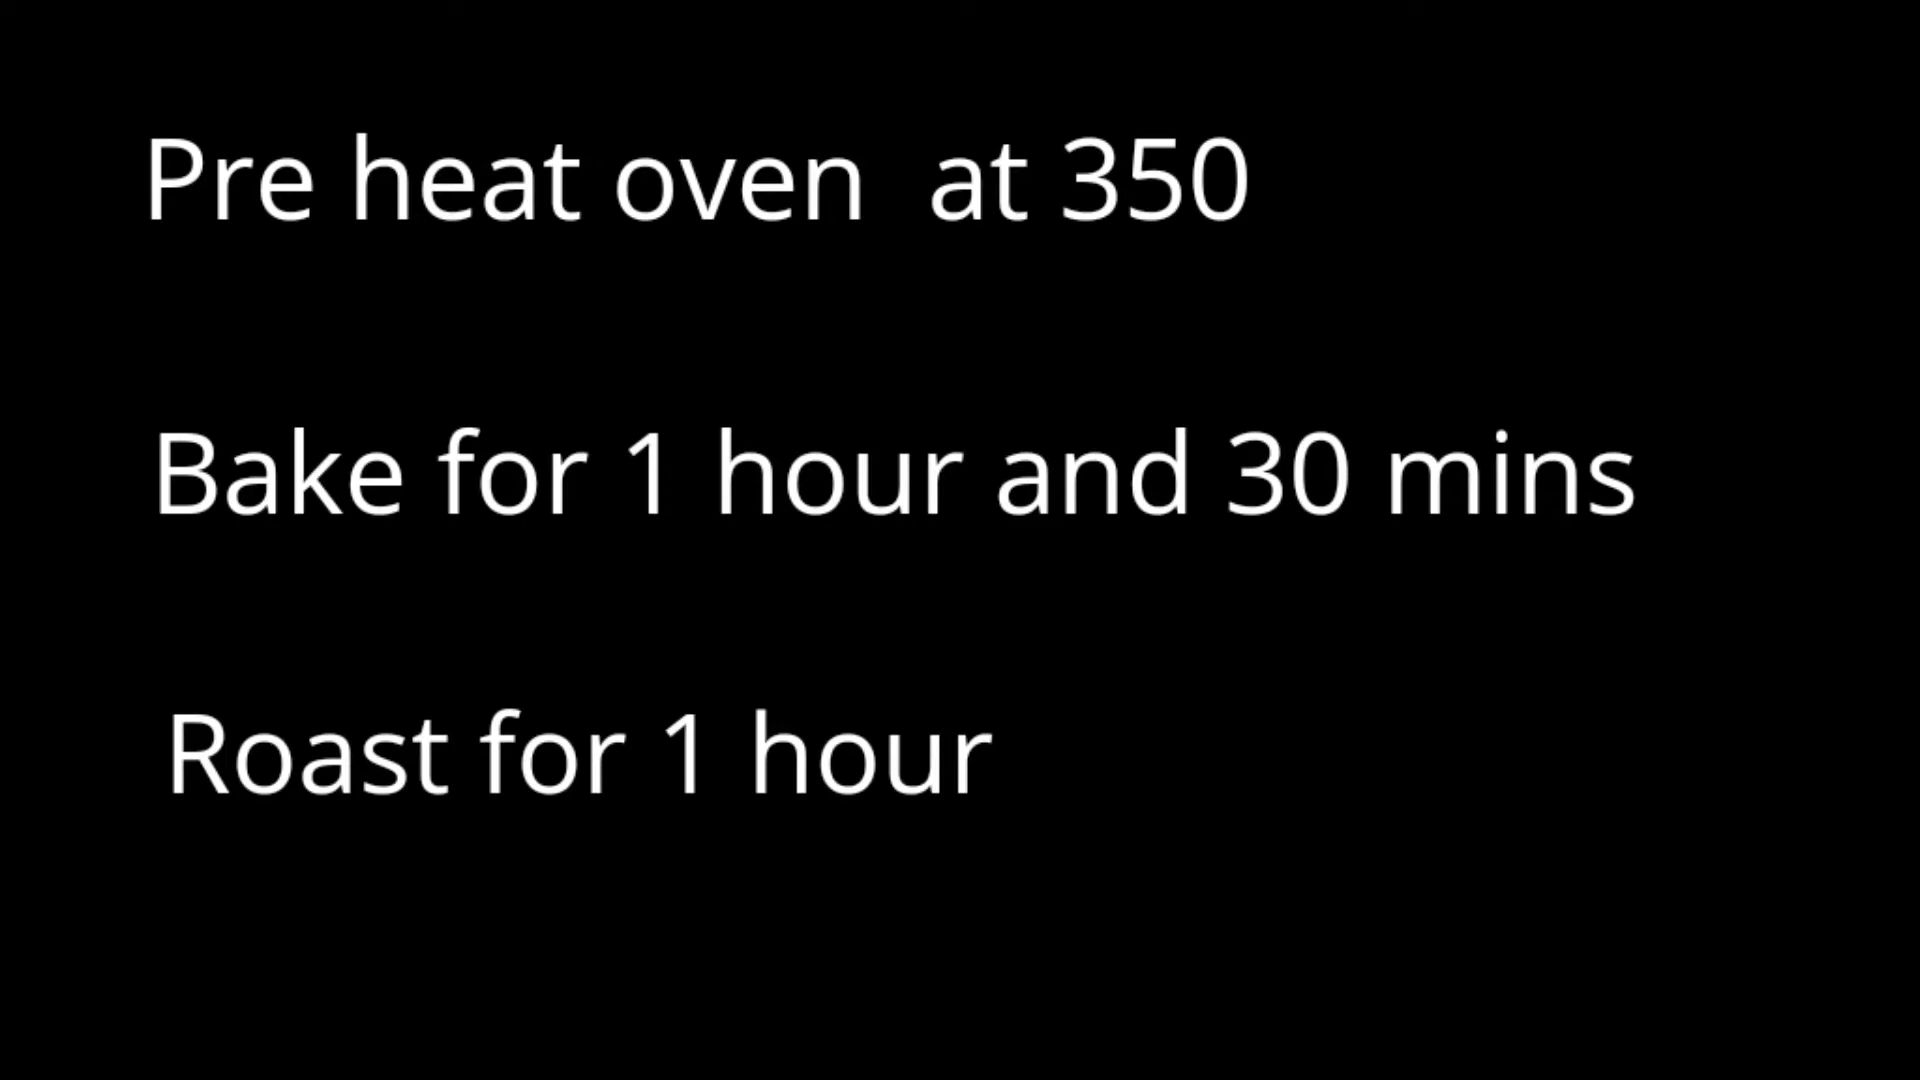 Pre heat oven  at 350
Bake for 1 hour and 30 mins
Roast for 1 hour